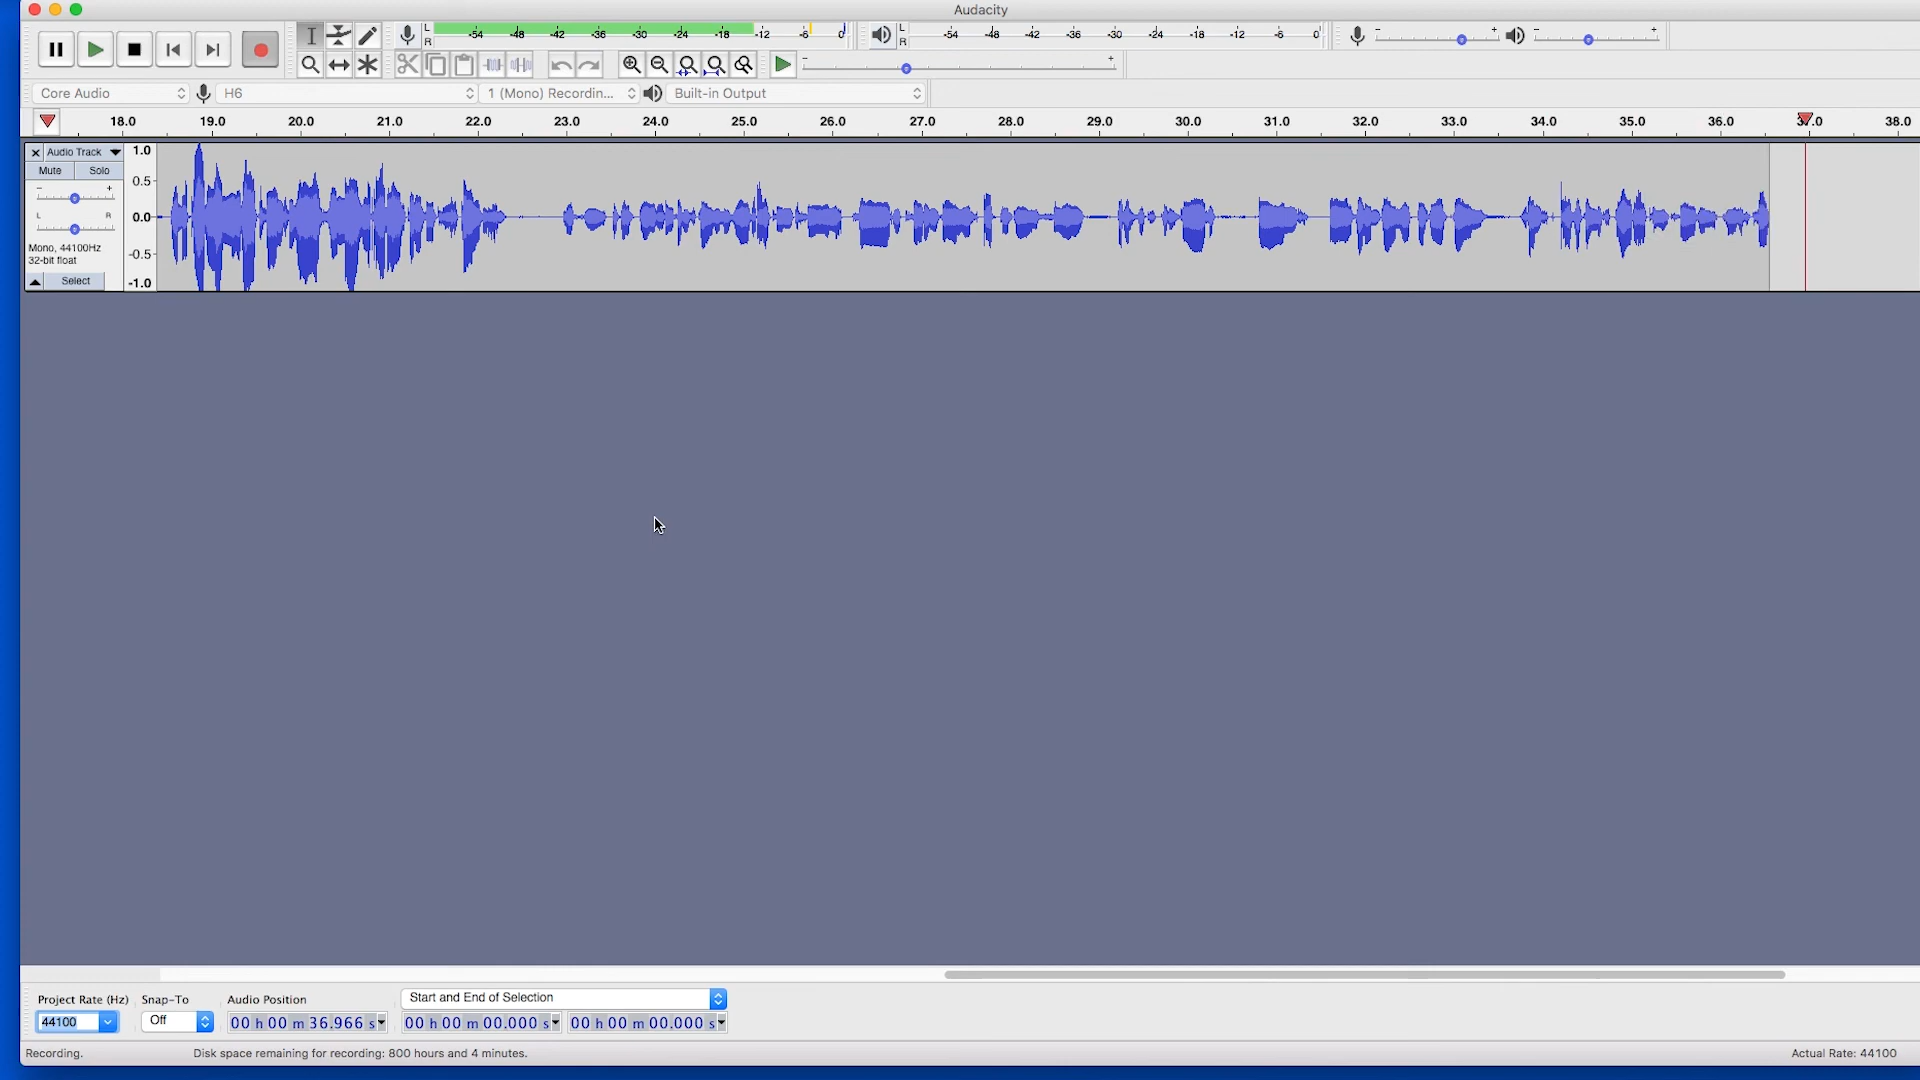 Audacity
L
R
-54 -48 -42 -36 -30 -24 -18 -12 -6 0
L
R
-54 -48 -42 -36 -30 -24 -18 -12 -6 0
- +
- +
- +
Core Audio
H6
1 (Mono) Recordin...
Built-in Output
18.0 19.0 20.0 21.0 22.0 23.0 24.0 25.0 26.0 27.0 28.0 29.0 30.0 31.0 32.0 33.0 34.0 35.0 36.0 37.0 38.0
Audio Track
Mute Solo
- +
L R
Mono, 44100Hz
32-bit float
Select
1.0
0.5
0.0
-0.5
-1.0
Project Rate (Hz) Snap-To Audio Position
Start and End of Selection
44100 Off 00 h 00 m 36.966 s 00 h 00 m 00.000 s 00 h 00 m 00.000 s
Recording. Disk space remaining for recording: 800 hours and 4 minutes. Actual Rate: 44100